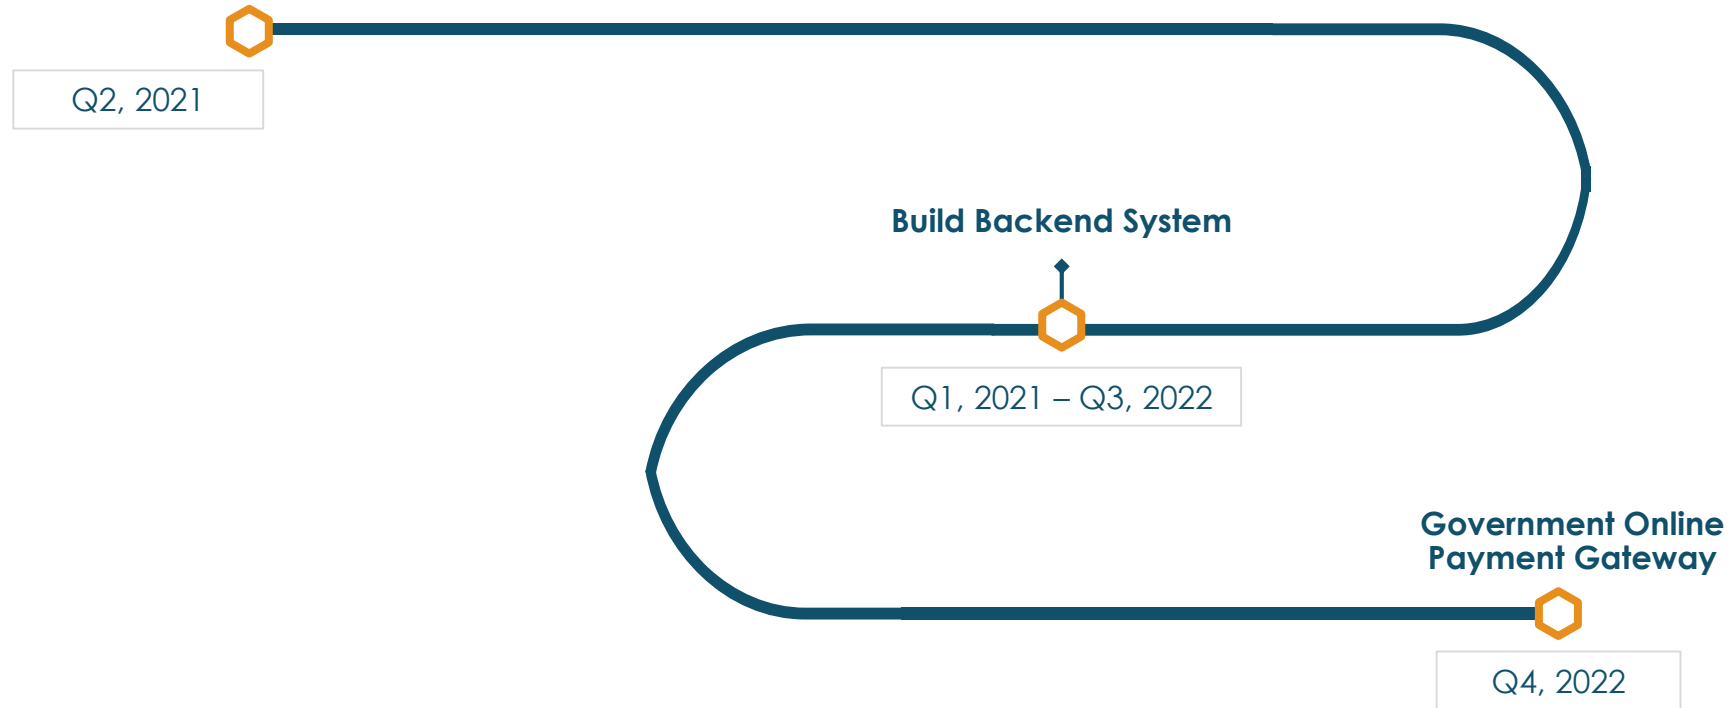 Q2, 2021
Build Backend System
Q1, 2021 – Q3, 2022
Government Online
Payment Gateway
Q4, 2022